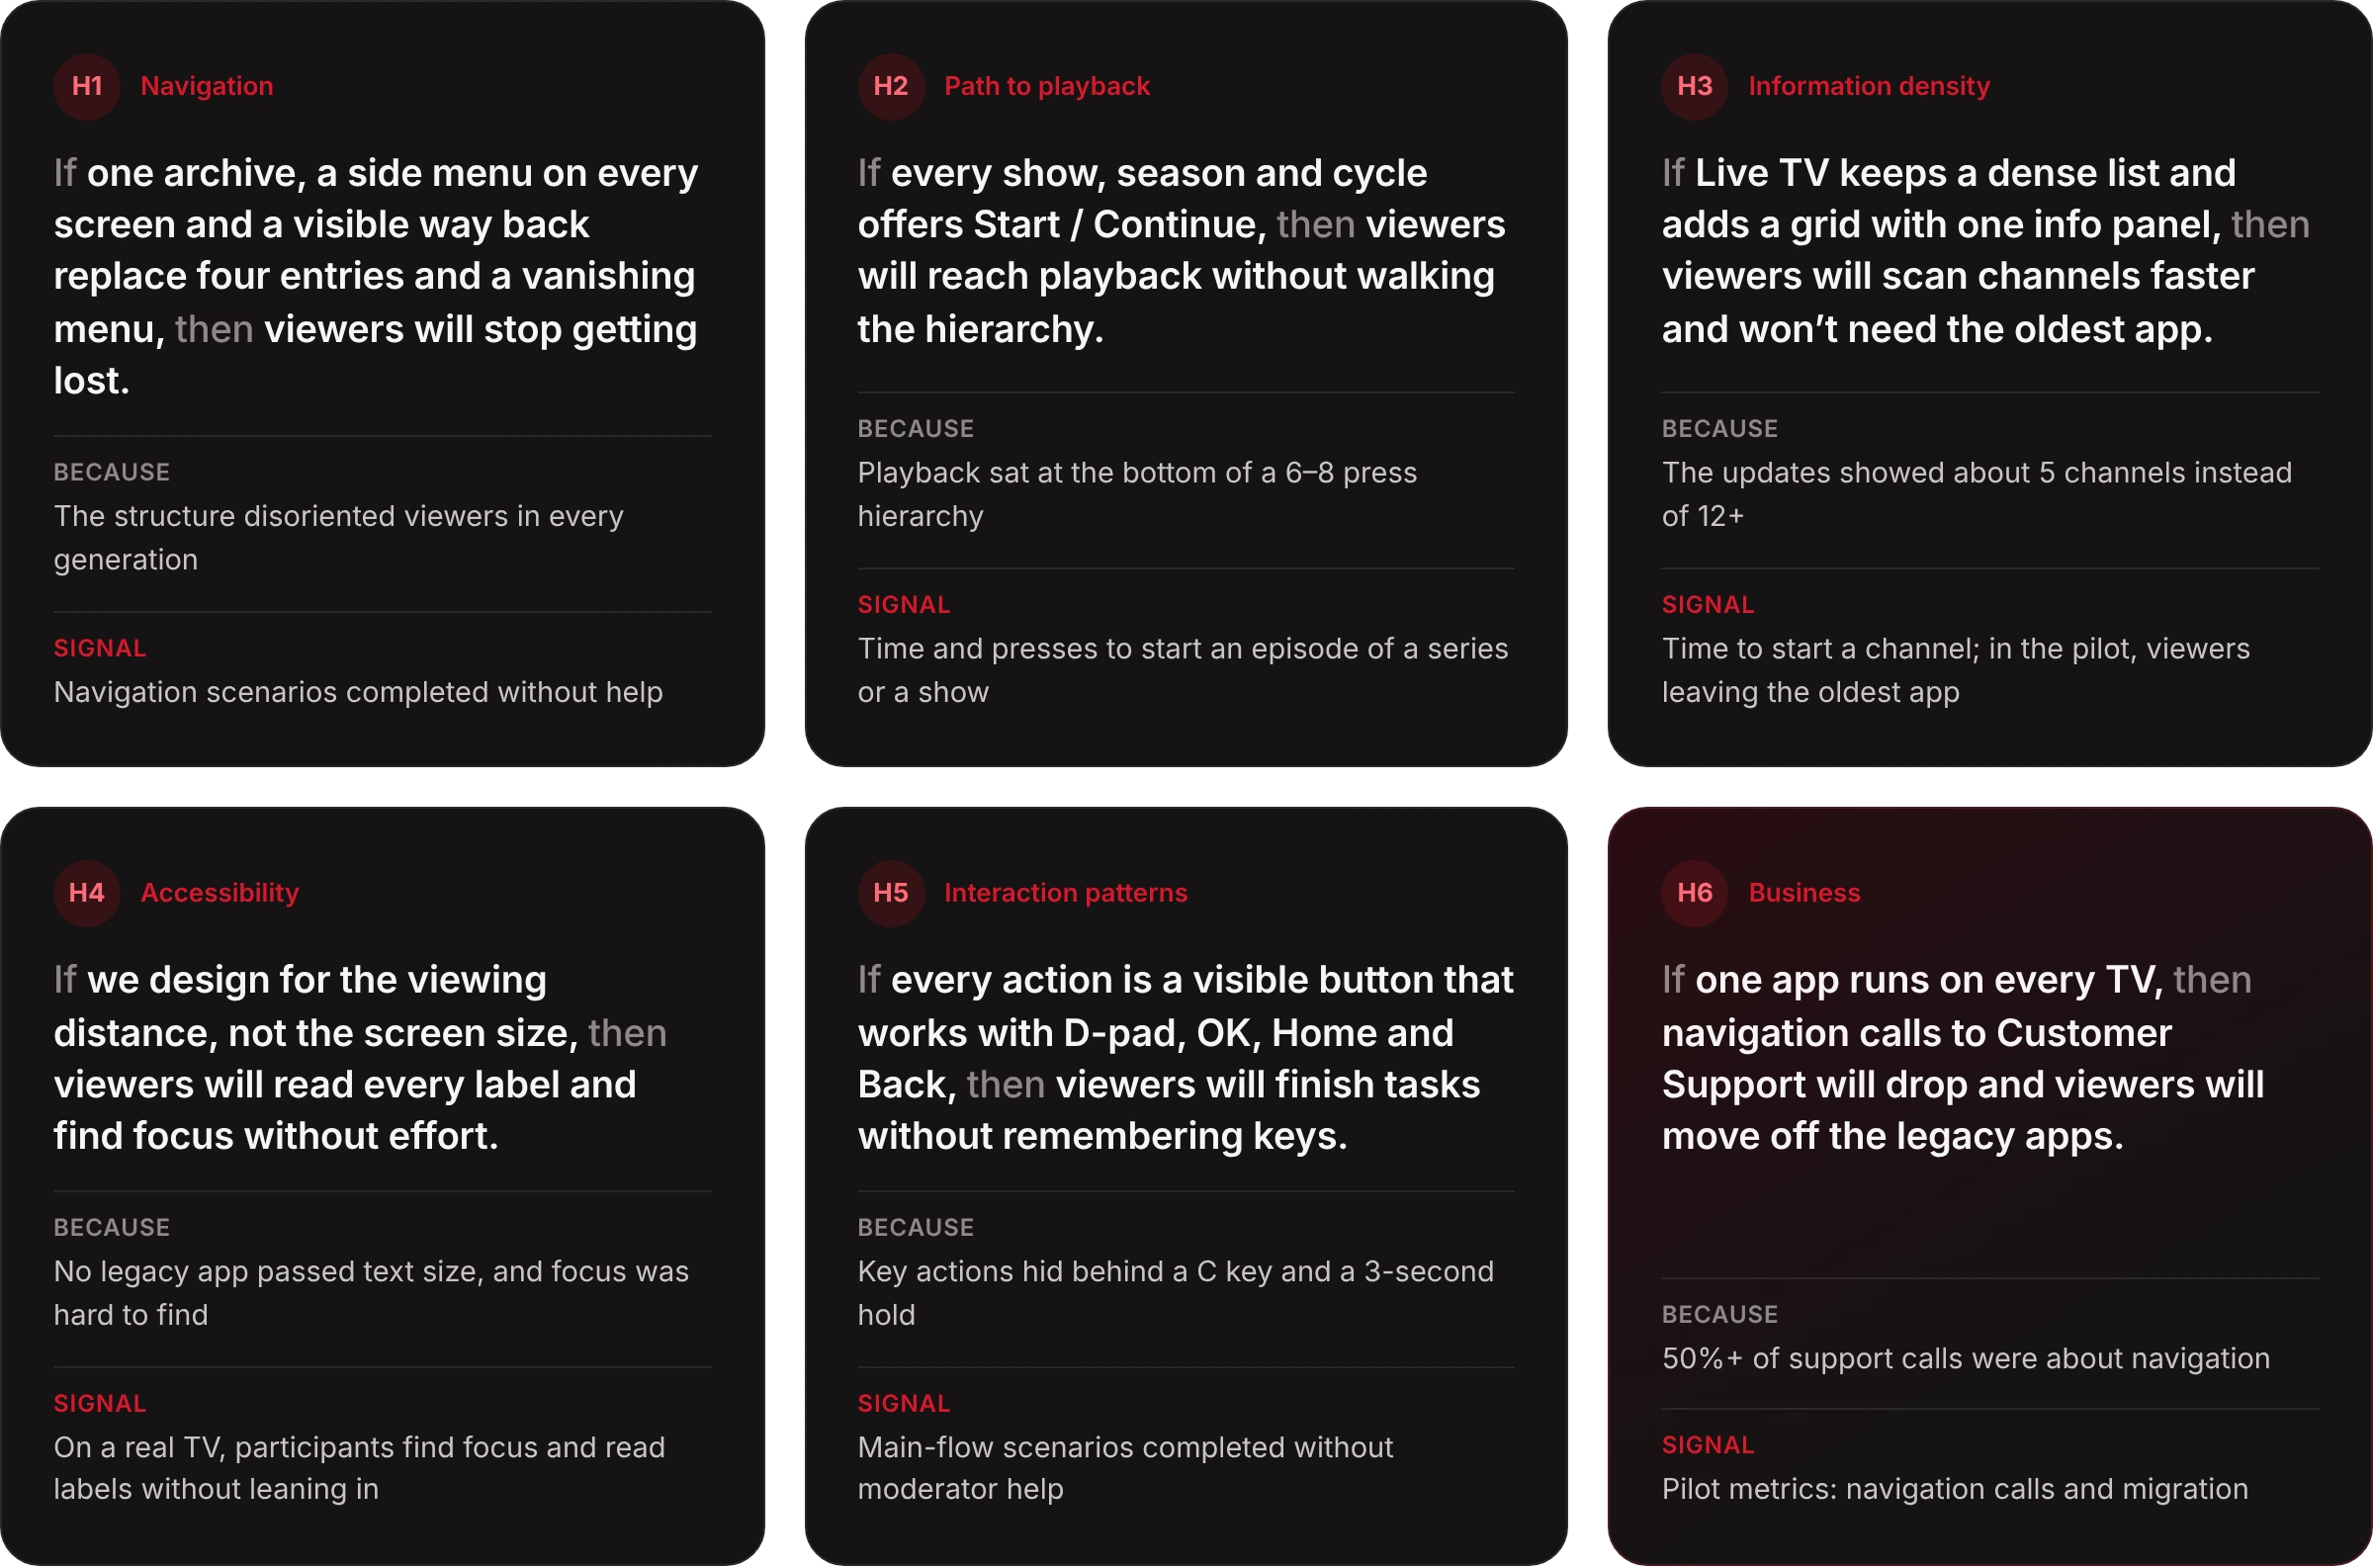 H1 Navigation
If one archive, a side menu on every
screen and a visible way back
replace four entries and a vanishing
menu, then viewers will stop getting
lost.
BECAUSE
The structure disoriented viewers in every
generation
SIGNAL
Navigation scenarios completed without help
H2 Path to playback
If every show, season and cycle
offers Start / Continue, then viewers
will reach playback without walking
the hierarchy.
BECAUSE
Playback sat at the bottom of a 6–8 press
hierarchy
SIGNAL
Time and presses to start an episode of a series
or a show
H3 Information density
If Live TV keeps a dense list and
adds a grid with one info panel, then
viewers will scan channels faster
and won’t need the oldest app.
BECAUSE
The updates showed about 5 channels instead
of 12+
SIGNAL
Time to start a channel; in the pilot, viewers
leaving the oldest app
H4 Accessibility
If we design for the viewing
distance, not the screen size, then
viewers will read every label and
find focus without effort.
BECAUSE
No legacy app passed text size, and focus was
hard to find
SIGNAL
On a real TV, participants find focus and read
labels without leaning in
H5 Interaction patterns
If every action is a visible button that
works with D-pad, OK, Home and
Back, then viewers will finish tasks
without remembering keys.
BECAUSE
Key actions hid behind a C key and a 3-second
hold
SIGNAL
Main-flow scenarios completed without
moderator help
H6 Business
If one app runs on every TV, then
navigation calls to Customer
Support will drop and viewers will
move off the legacy apps.
BECAUSE
50%+ of support calls were about navigation
SIGNAL
Pilot metrics: navigation calls and migration